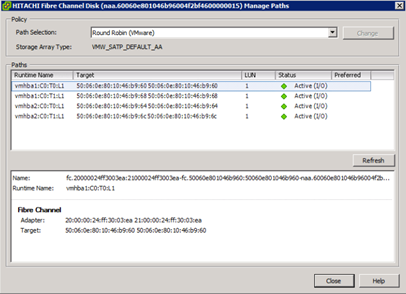 HITACHI Fibre Channel Disk (naa.60060e801046b96004f2bf4600000015) Manage Paths
Policy
Path Selection: Round Robin (VMware) Change
Storage Array Type: VMW_SATP_DEFAULT_AA
Paths
Runtime Name Target LUN Status Preferred
vmhba1:C0:T0:L1 50:06:0e:80:10:46:b9:60 50:06:0e:80:10:46:b9:60 1 Active (I/O)
vmhba1:C0:T1:L1 50:06:0e:80:10:46:b9:68 50:06:0e:80:10:46:b9:68 1 Active (I/O)
vmhba2:C0:T0:L1 50:06:0e:80:10:46:b9:64 50:06:0e:80:10:46:b9:64 1 Active (I/O)
vmhba2:C0:T1:L1 50:06:0e:80:10:46:b9:6c 50:06:0e:80:10:46:b9:6c 1 Active (I/O)
Refresh
Name: fc.20000024ff3003ea:21000024ff3003ea-fc.50060e801046b960:50060e801046b960-naa.60060e801046b96004f2b...
Runtime Name: vmhba1:C0:T0:L1
Fibre Channel
Adapter: 20:00:00:24:ff:30:03:ea 21:00:00:24:ff:30:03:ea
Target: 50:06:0e:80:10:46:b9:60 50:06:0e:80:10:46:b9:60
Close Help